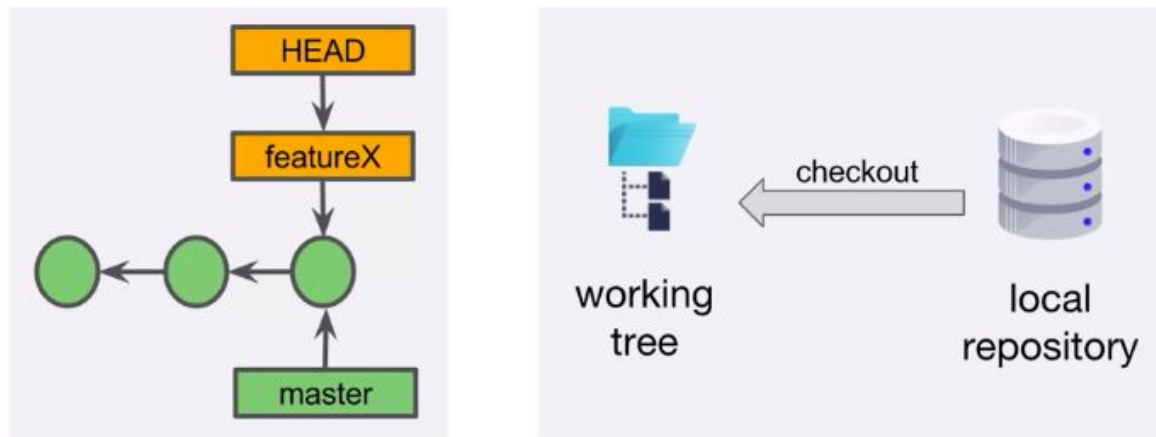 HEAD
featureX
master
checkout
working
tree
local
repository